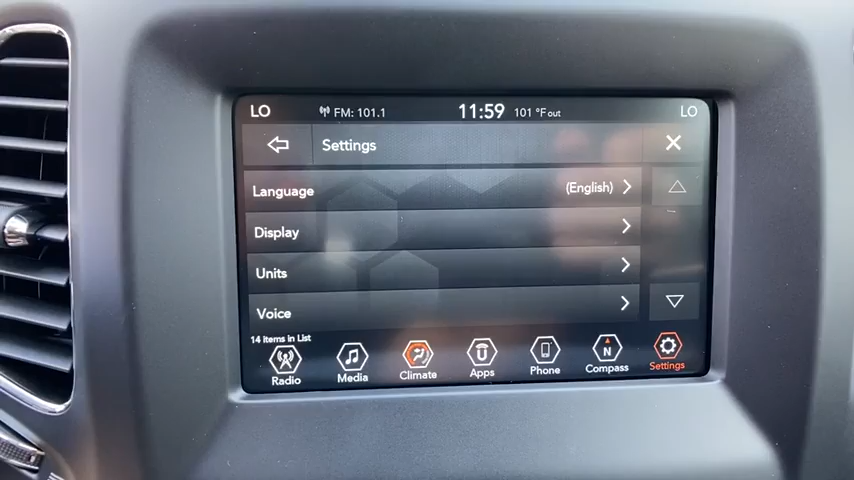 LO FM: 101.1 11:59 101 °F out LO
Settings
Language (English)
Display
Units
Voice
14 items in List
Radio Media Climate Apps Phone N Compass Settings